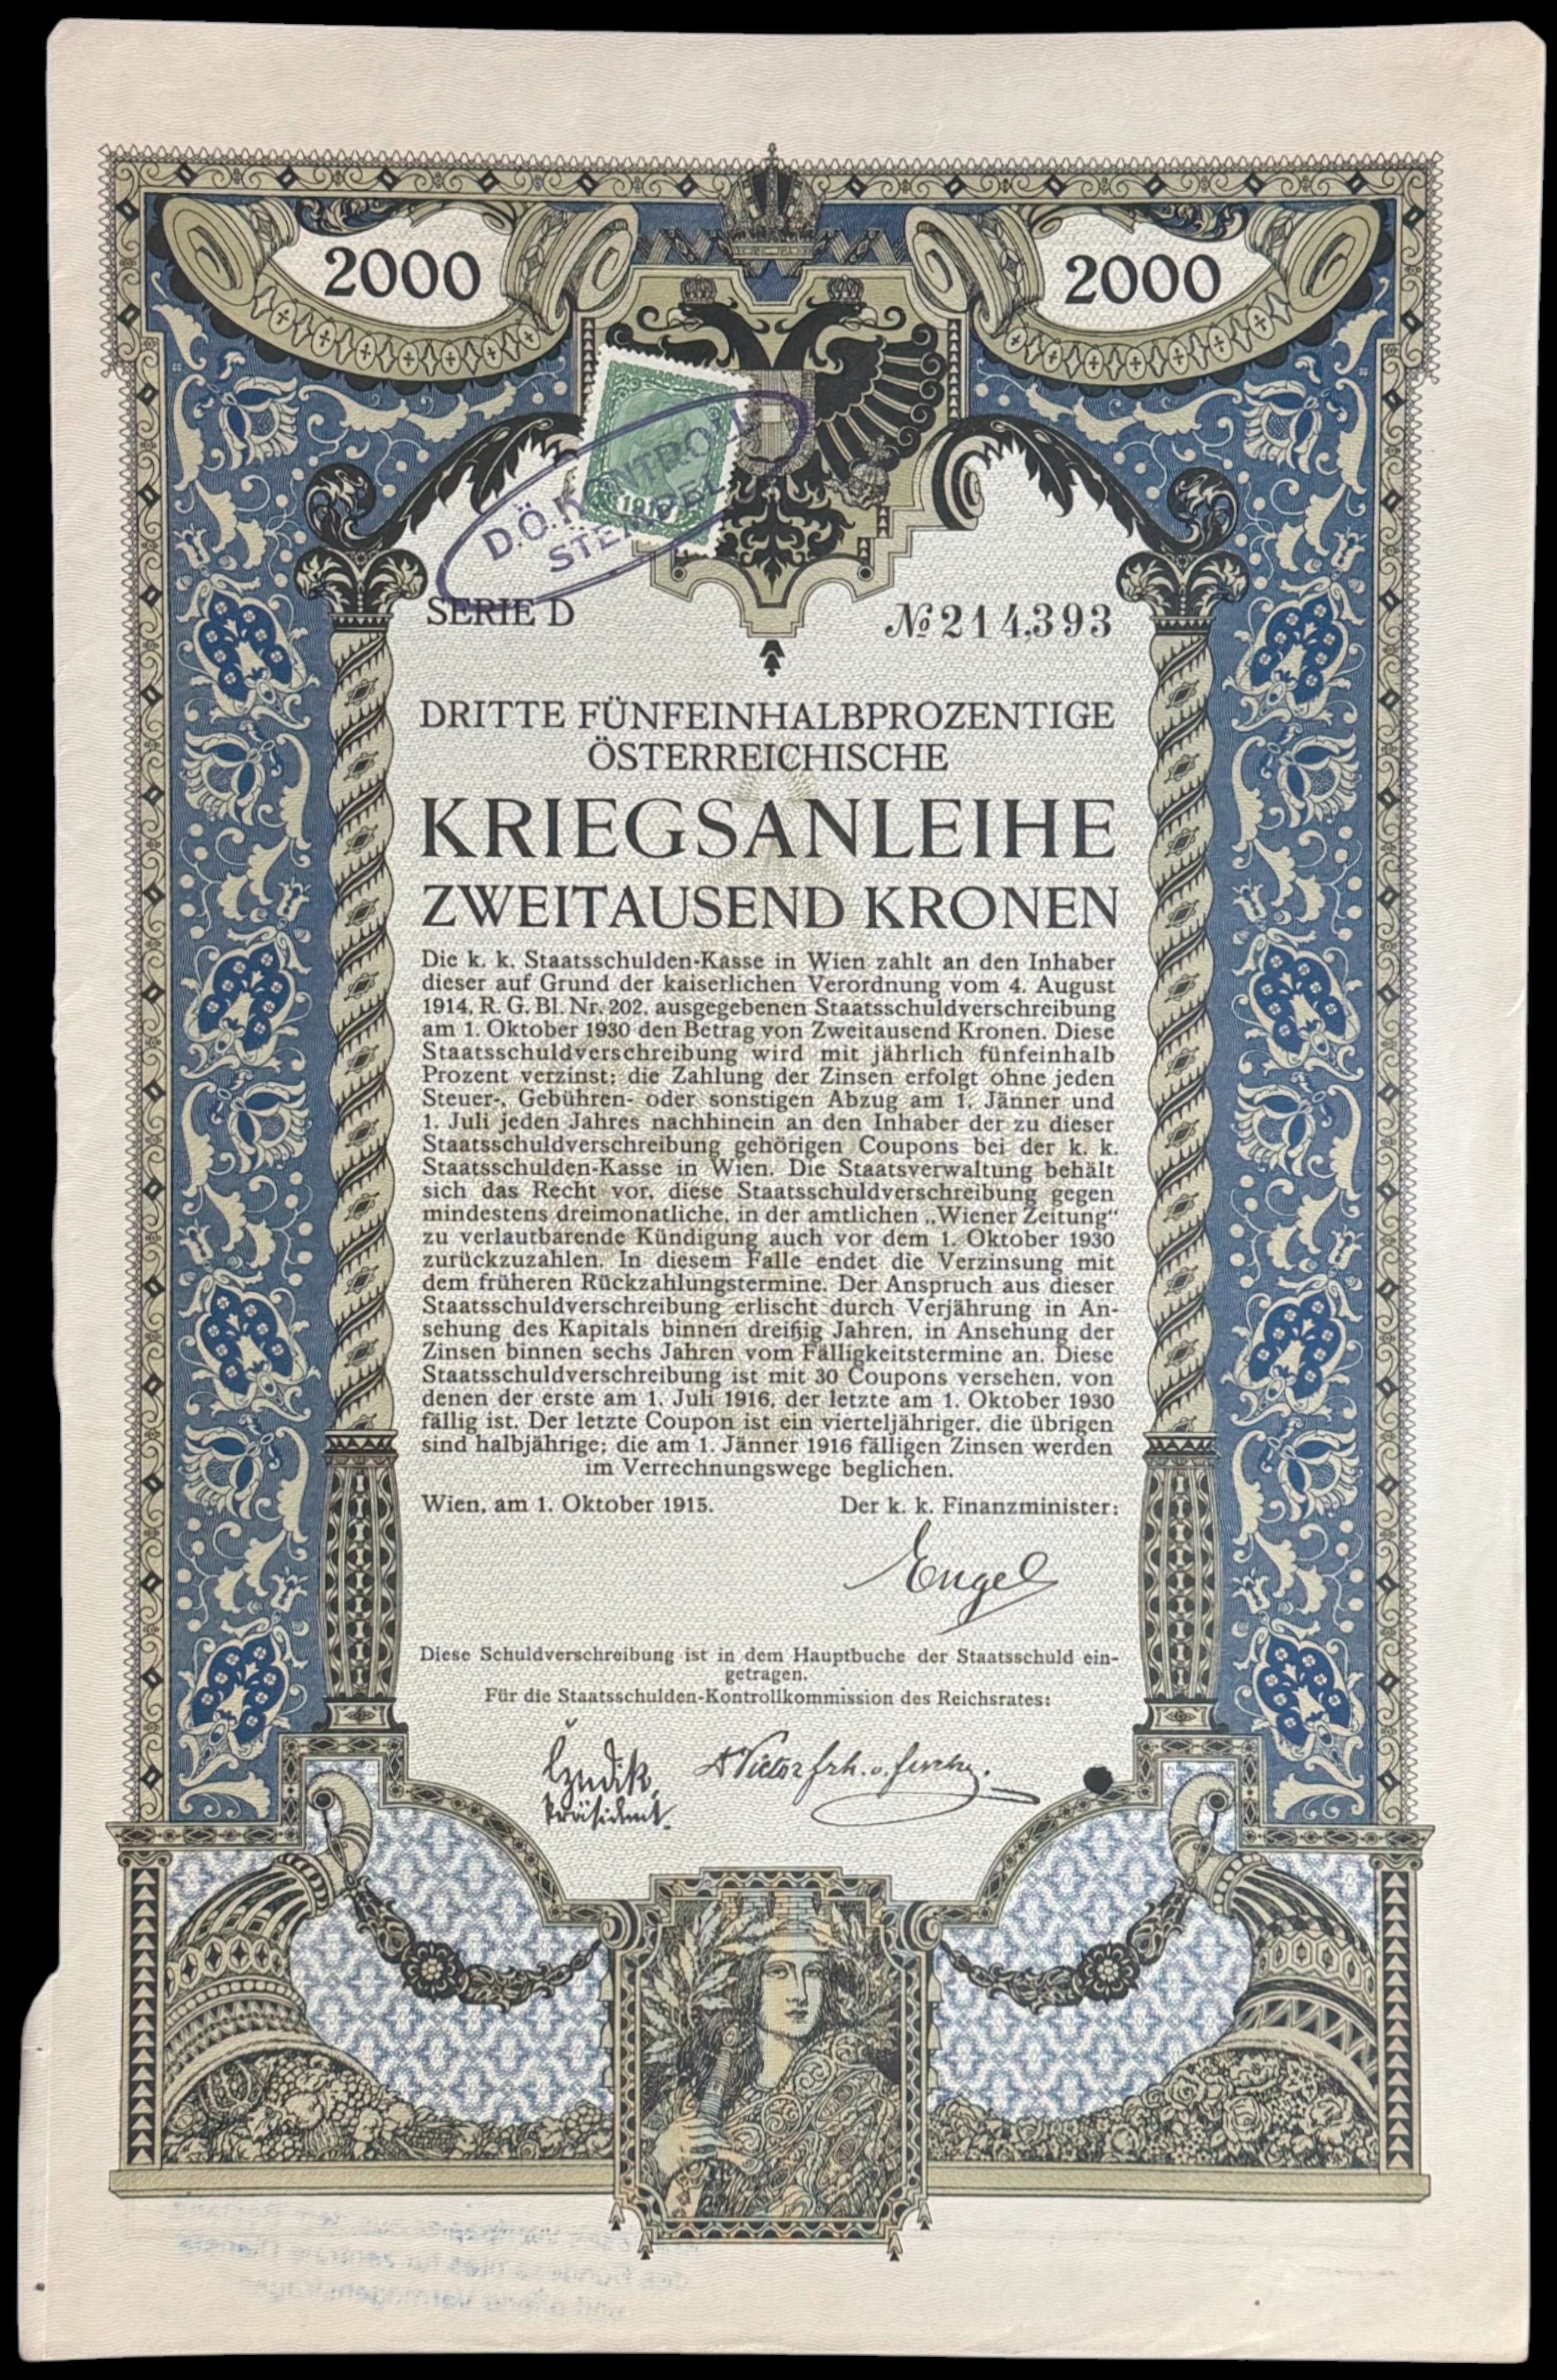 2000
2000
D.Ö.KONTROLL
STEMPEL
SERIE D
№ 214,393
DRITTE FÜNFEINHALBPROZENTIGE
ÖSTERREICHISCHE
KRIEGSANLEIHE
ZWEITAUSEND KRONEN
Die k. k. Staatsschulden-Kasse in Wien zahlt an den Inhaber
dieser auf Grund der kaiserlichen Verordnung vom 4. August
1914, R. G. Bl. Nr. 202, ausgegebenen Staatsschuldverschreibung
am 1. Oktober 1930 den Betrag von Zweitausend Kronen. Diese
Staatsschuldverschreibung wird mit jährlich fünfeinhalb
Prozent verzinst; die Zahlung der Zinsen erfolgt ohne jeden
Steuer-, Gebühren- oder sonstigen Abzug am 1. Jänner und
1. Juli jeden Jahres nachhinein an den Inhaber der zu dieser
Staatsschuldverschreibung gehörigen Coupons bei der k. k.
Staatsschulden-Kasse in Wien. Die Staatsverwaltung behält
sich das Recht vor, diese Staatsschuldverschreibung gegen
mindestens dreimonatliche, in der amtlichen „Wiener Zeitung“
zu verlautbarende Kündigung auch vor dem 1. Oktober 1930
zurückzuzahlen. In diesem Falle endet die Verzinsung mit
dem früheren Rückzahlungstermine. Der Anspruch aus dieser
Staatsschuldverschreibung erlischt durch Verjährung in An-
sehung des Kapitals binnen dreißig Jahren, in Ansehung der
Zinsen binnen sechs Jahren vom Fälligkeitstermine an. Diese
Staatsschuldverschreibung ist mit 30 Coupons versehen, von
denen der erste am 1. Juli 1916, der letzte am 1. Oktober 1930
fällig ist. Der letzte Coupon ist ein vierteljähriger, die übrigen
sind halbjährige; die am 1. Jänner 1916 fälligen Zinsen werden
im Verrechnungswege beglichen.
Wien, am 1. Oktober 1915.
Der k. k. Finanzminister:
Engel
Diese Schuldverschreibung ist in dem Hauptbuche der Staatsschuld ein-
getragen.
Für die Staatsschulden-Kontrollkommission des Reichsrates:
Präsident.
Victor frh. v.